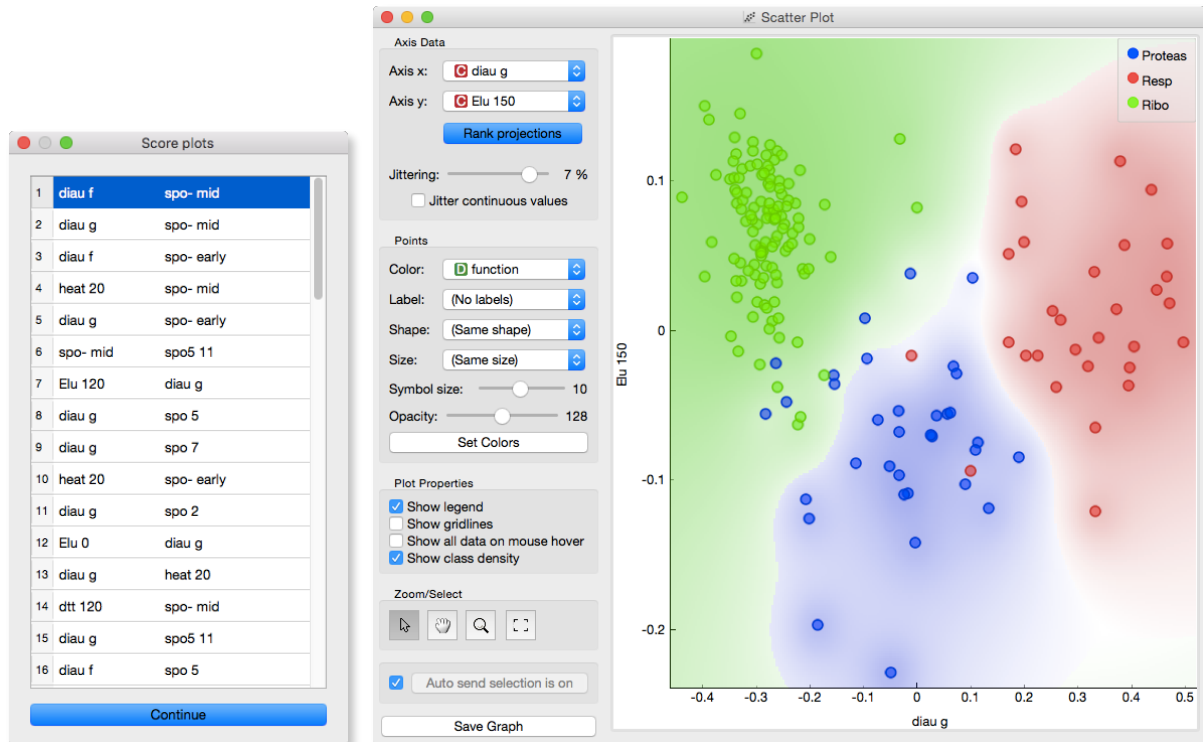 Score plots
1 diau f spo- mid
2 diau g spo- mid
3 diau f spo- early
4 heat 20 spo- mid
5 diau g spo- early
6 spo- mid spo5 11
7 Elu 120 diau g
8 diau g spo 5
9 diau g spo 7
10 heat 20 spo- early
11 diau g spo 2
12 Elu 0 diau g
13 diau g heat 20
14 dtt 120 spo- mid
15 diau g spo5 11
16 diau f spo 5
Continue
Scatter Plot
Axis Data
Axis x: C diau g
Axis y: C Elu 150
Rank projections
Jittering: 7 %
Jitter continuous values
Points
Color: D function
Label: (No labels)
Shape: (Same shape)
Size: (Same size)
Symbol size: 10
Opacity: 128
Set Colors
Plot Properties
Show legend
Show gridlines
Show all data on mouse hover
Show class density
Zoom/Select
Auto send selection is on
Save Graph
Proteas
Resp
Ribo
Elu 150
0.1
0
-0.1
-0.2
-0.4 -0.3 -0.2 -0.1 0 0.1 0.2 0.3 0.4 0.5
diau g